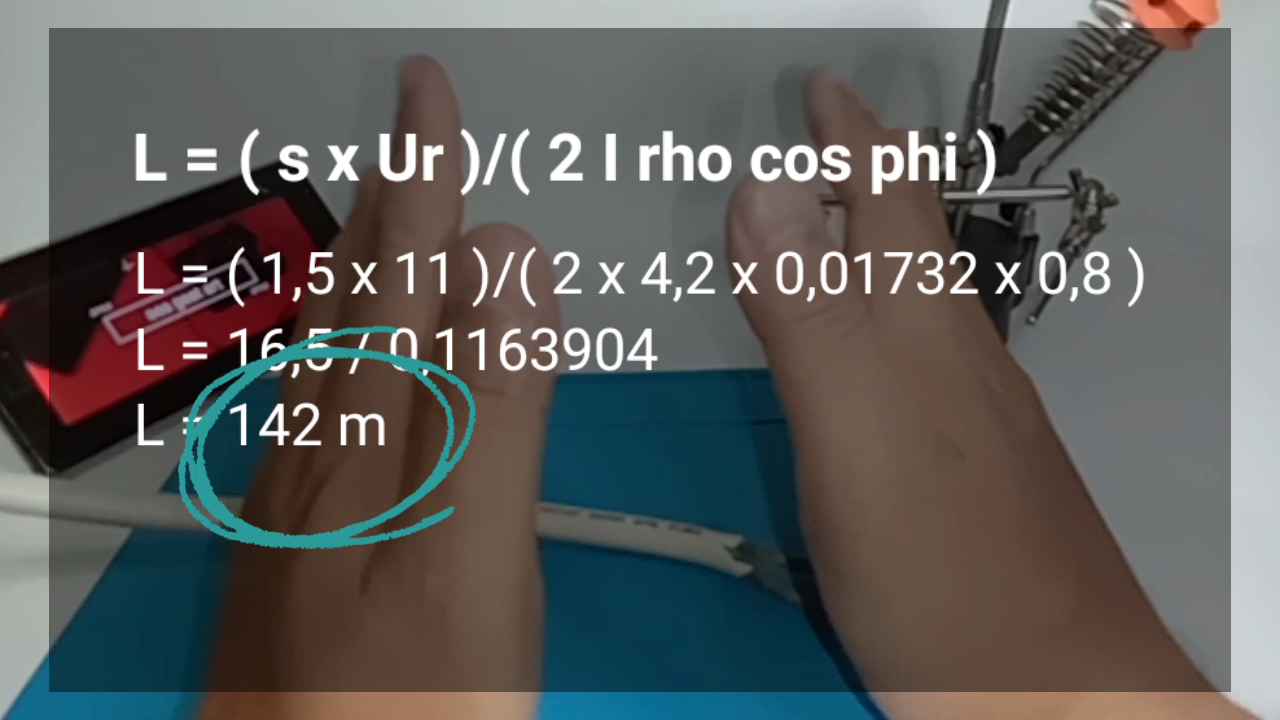 L = ( s x Ur )/( 2 I rho cos phi )
L = ( 1,5 x 11 )/( 2 x 4,2 x 0,01732 x 0,8 )
L = 16,5 / 0,1163904
L = 142 m